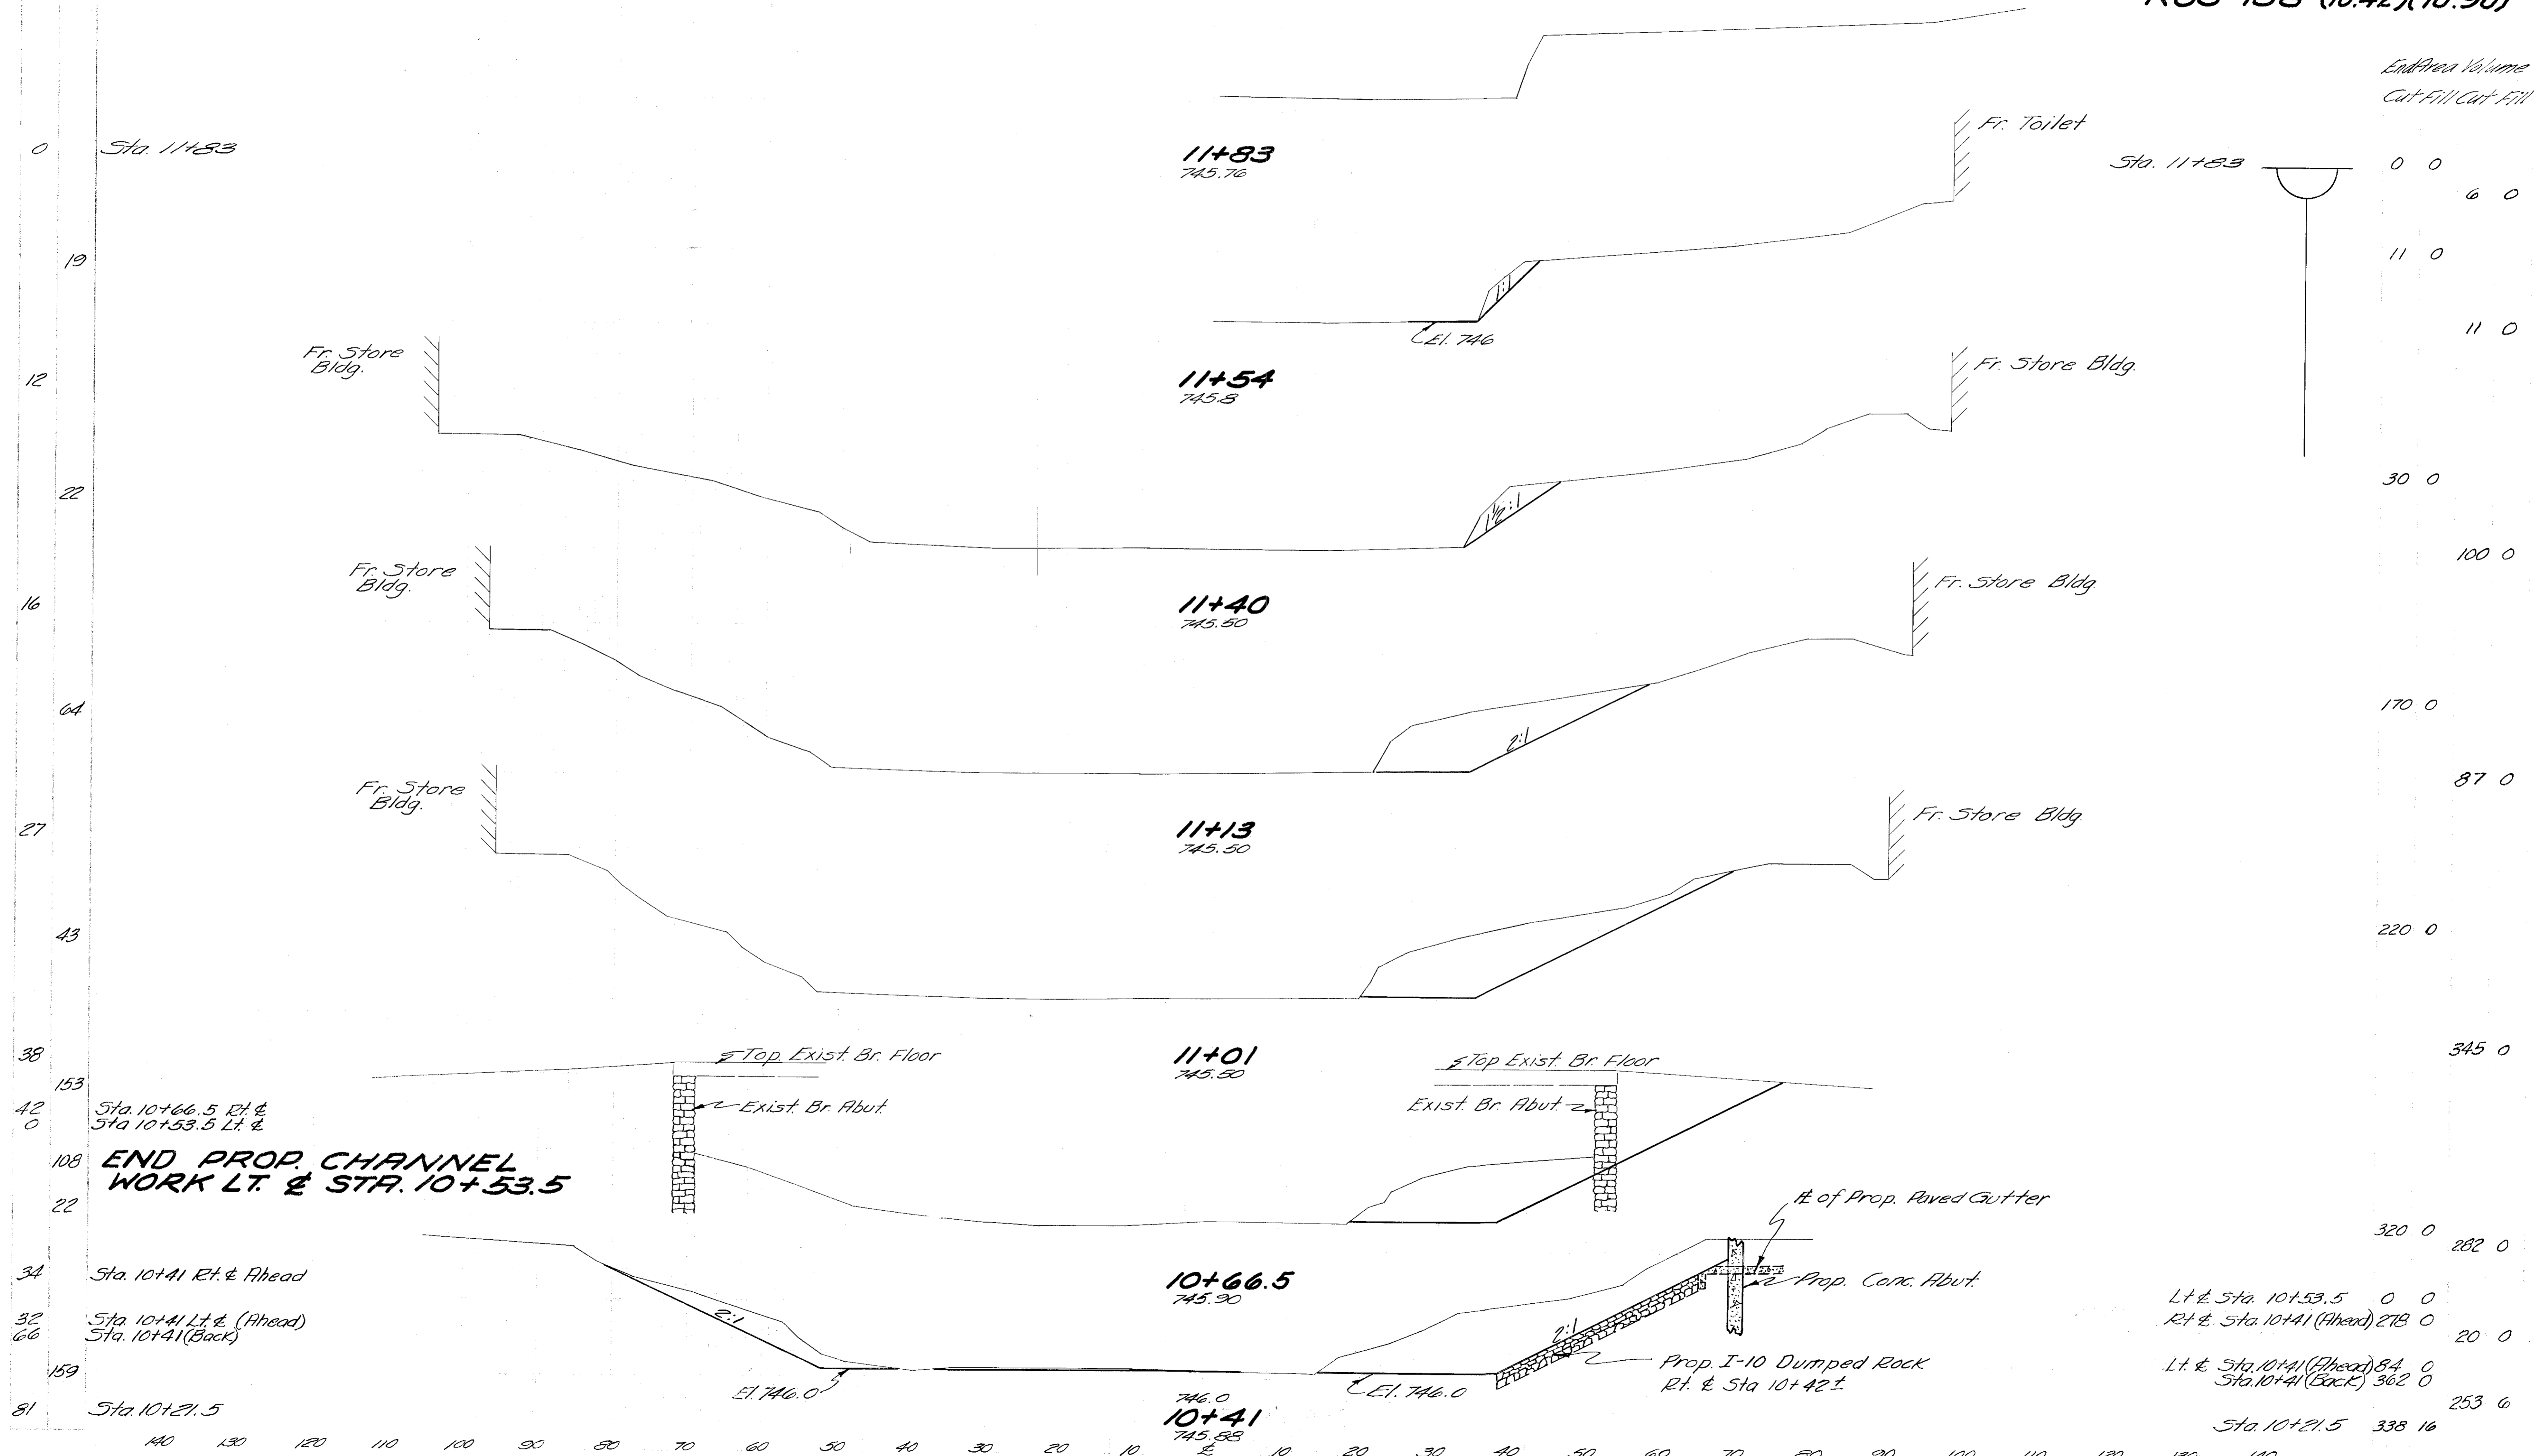 ROS-138 (10.42)(10.90)
End Area Volume
Cut Fill Cut Fill
Fr. Toilet
0 Sta. 11+83
11+83
745.76
Sta. 11+83 0 0
6 0
19
11 0
El. 746
11 0
Fr. Store
Bldg.
12
11+54
745.8
Fr. Store Bldg.
1:1
22
30 0
1½:1
100 0
Fr. Store
Bldg.
16
11+40
745.50
Fr. Store Bldg.
64
170 0
2:1
87 0
Fr. Store
Bldg.
27
11+13
745.50
Fr. Store Bldg.
43
220 0
38
Top. Exist. Br. Floor
11+01
745.50
Top Exist. Br. Floor
345 0
153
42 Sta. 10+66.5 Rt. ℄
0 Sta 10+53.5 Lt. ℄
Exist. Br. Abut.
Exist. Br. Abut.
108 END PROP. CHANNEL
WORK LT. ℄ STA. 10+53.5
22
℄ of Prop. Paved Gutter
320 0
282 0
34 Sta. 10+41 Rt. ℄ Ahead
10+66.5
745.90
Prop. Conc. Abut.
Lt ℄ Sta. 10+53.5 0 0
32 Sta. 10+41 Lt. ℄ (Ahead)
66 Sta. 10+41 (Back)
2:1
2:1
Rt ℄ Sta. 10+41 (Ahead) 278 0
20 0
159
Prop. I-10 Dumped Rock
Rt. ℄ Sta 10+42±
Lt. ℄ Sta. 10+41 (Ahead) 84 0
Sta. 10+41 (Back) 362 0
El. 746.0
746.0
El. 746.0
253 6
81 Sta. 10+21.5
10+41
745.88
Sta. 10+21.5 338 16
140 130 120 110 100 90 80 70 60 50 40 30 20 10 ℄ 10 20 30 40 50 60 70 80 90 100 110 120 130 140